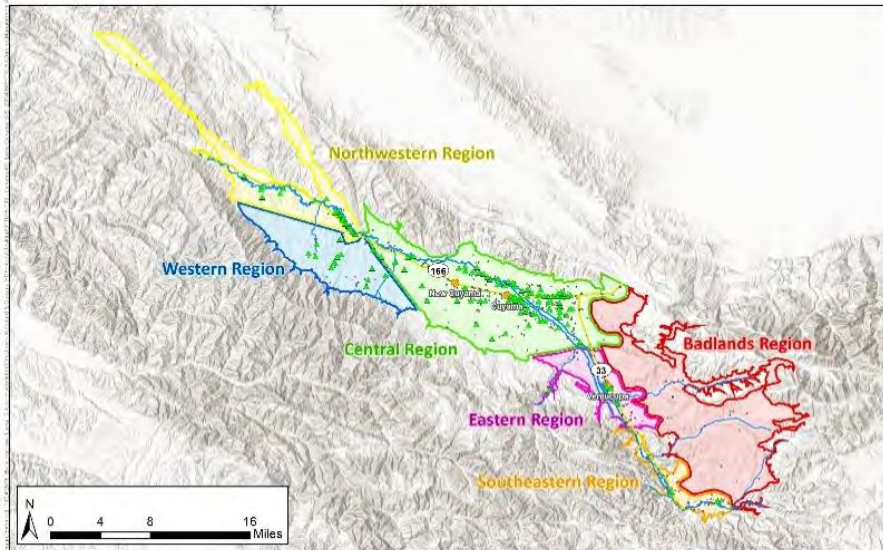 Northwestern Region
Western Region
166
New Cuyama
Cuyama
Central Region
Badlands Region
33
Ventucopa
Eastern Region
Southeastern Region
N
0 4 8 16
Miles